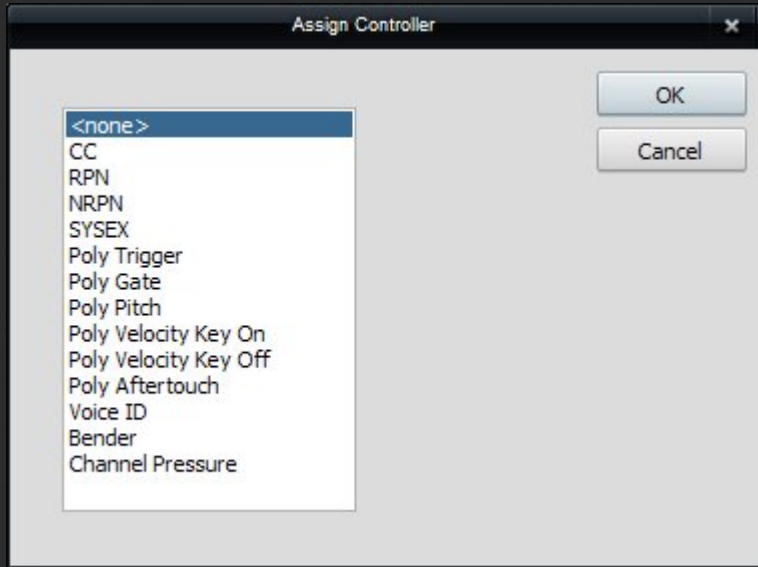 Assign Controller
<none>
CC
RPN
NRPN
SYSEX
Poly Trigger
Poly Gate
Poly Pitch
Poly Velocity Key On
Poly Velocity Key Off
Poly Aftertouch
Voice ID
Bender
Channel Pressure
OK
Cancel